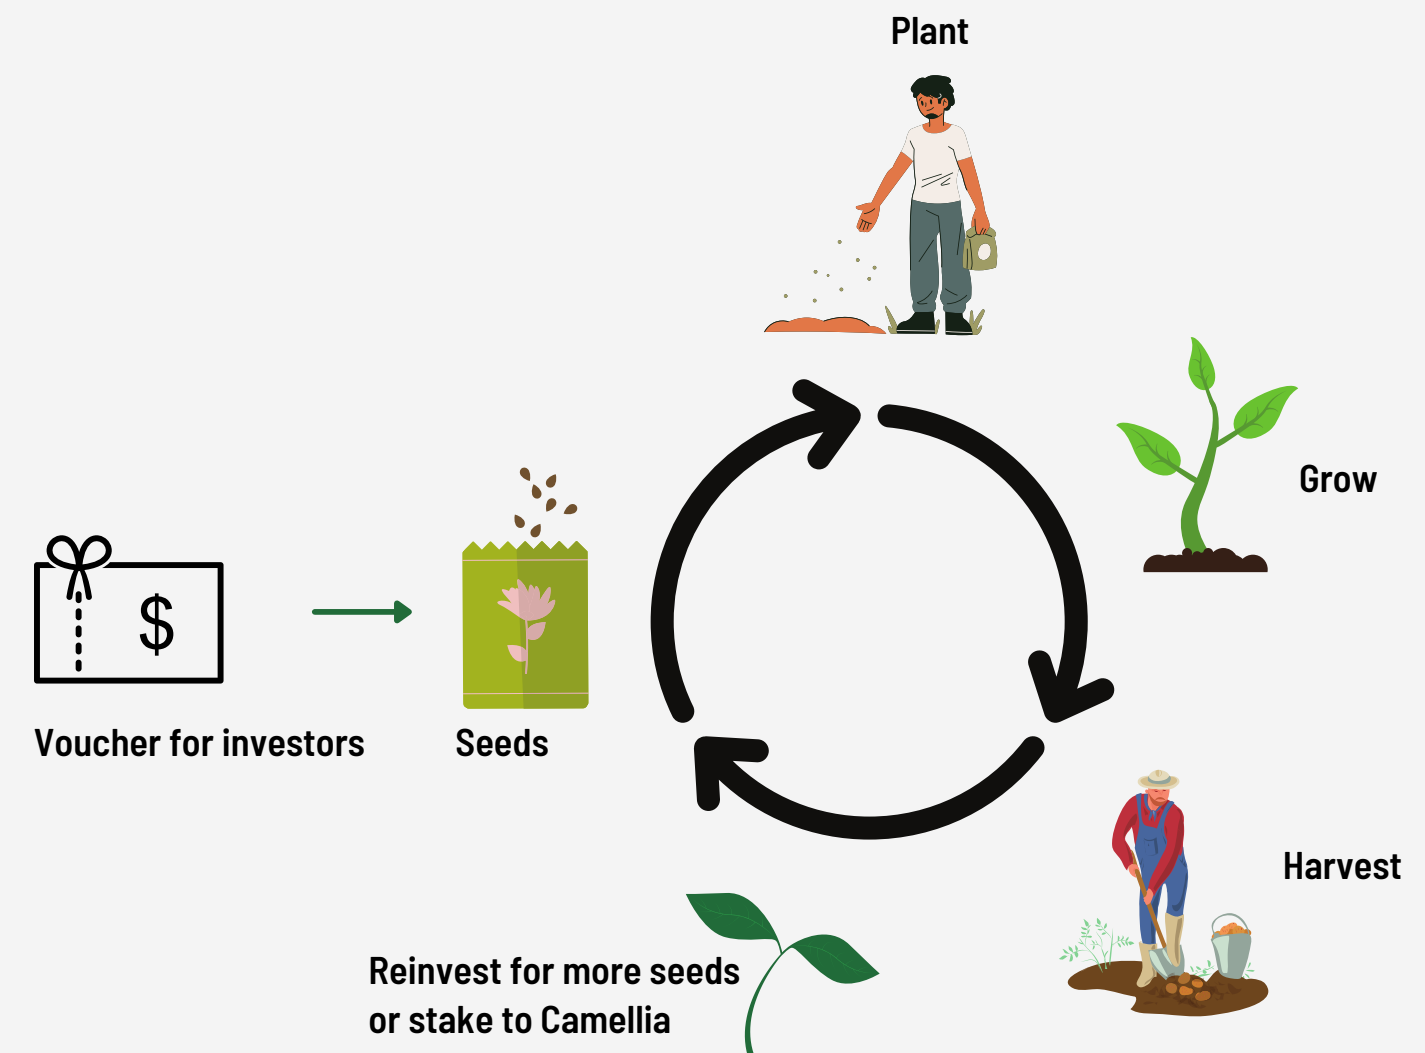 Plant
Grow
$
Voucher for investors
Seeds
Harvest
Reinvest for more seeds
or stake to Camellia